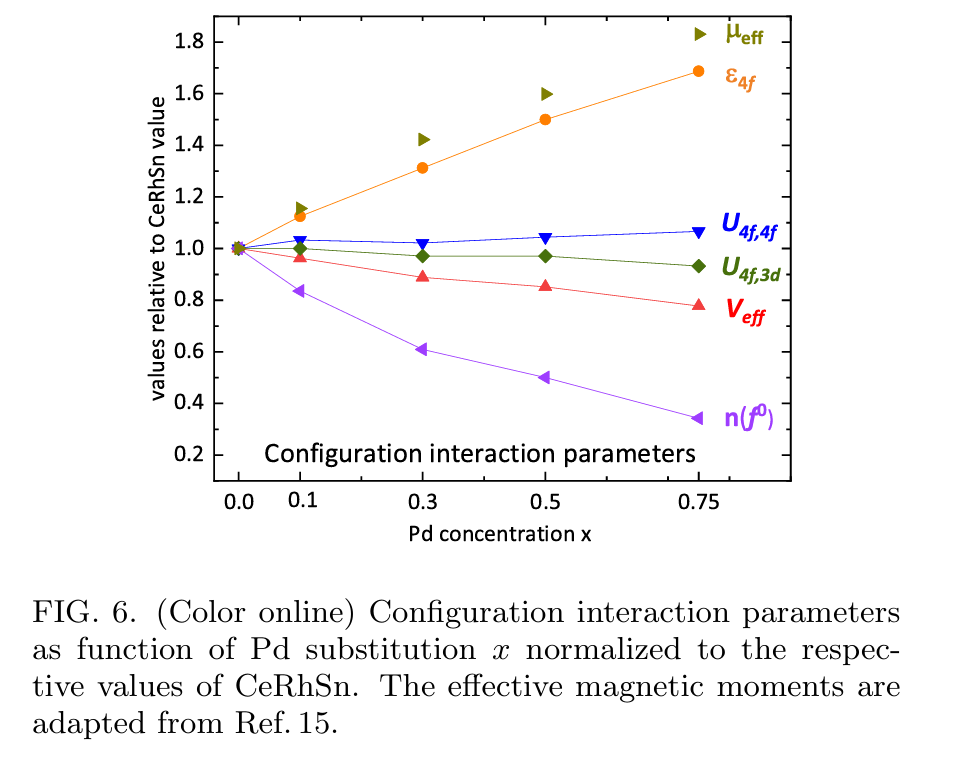 1.8
1.6
1.4
1.2
1.0
0.8
0.6
0.4
0.2
values relative to CeRhSn value
μeff
ε4f
U4f,4f
U4f,3d
Veff
n(f0)
Configuration interaction parameters
0.0 0.1 0.3 0.5 0.75
Pd concentration x
FIG. 6. (Color online) Configuration interaction parameters
as function of Pd substitution x normalized to the respec-
tive values of CeRhSn. The effective magnetic moments are
adapted from Ref. 15.